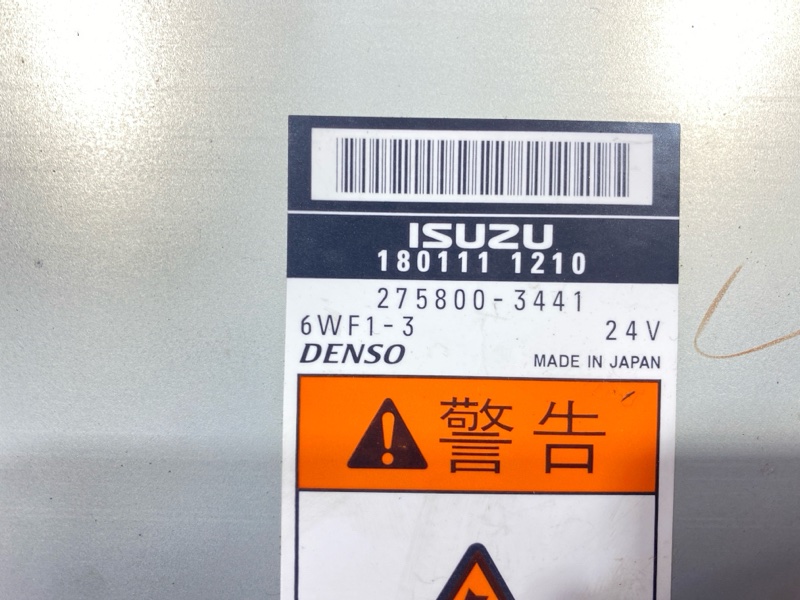 ISUZU
180111 1210
275800-3441
6WF1-3 24V
DENSO MADE IN JAPAN
警告